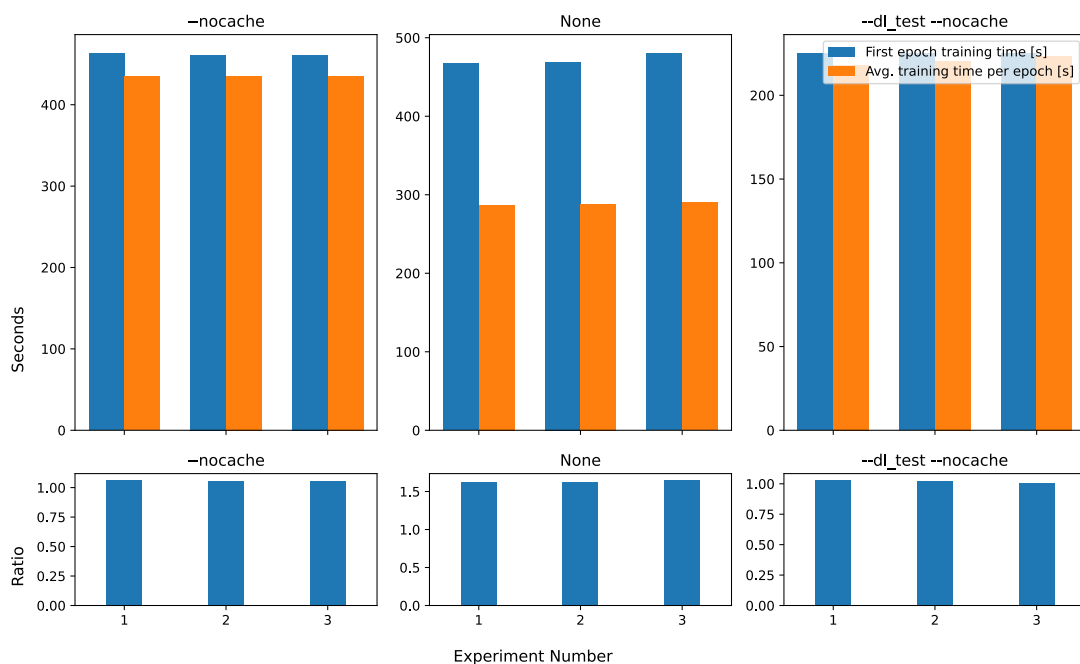 —nocache
None
--dl_test --nocache
First epoch training time [s]
Avg. training time per epoch [s]
Seconds
400
300
200
100
0
500
400
300
200
100
0
200
150
100
50
0
—nocache
None
--dl_test --nocache
Ratio
1.00
0.75
0.50
0.25
0.00
1.5
1.0
0.5
0.0
1.00
0.75
0.50
0.25
0.00
1 2 3
1 2 3
1 2 3
Experiment Number